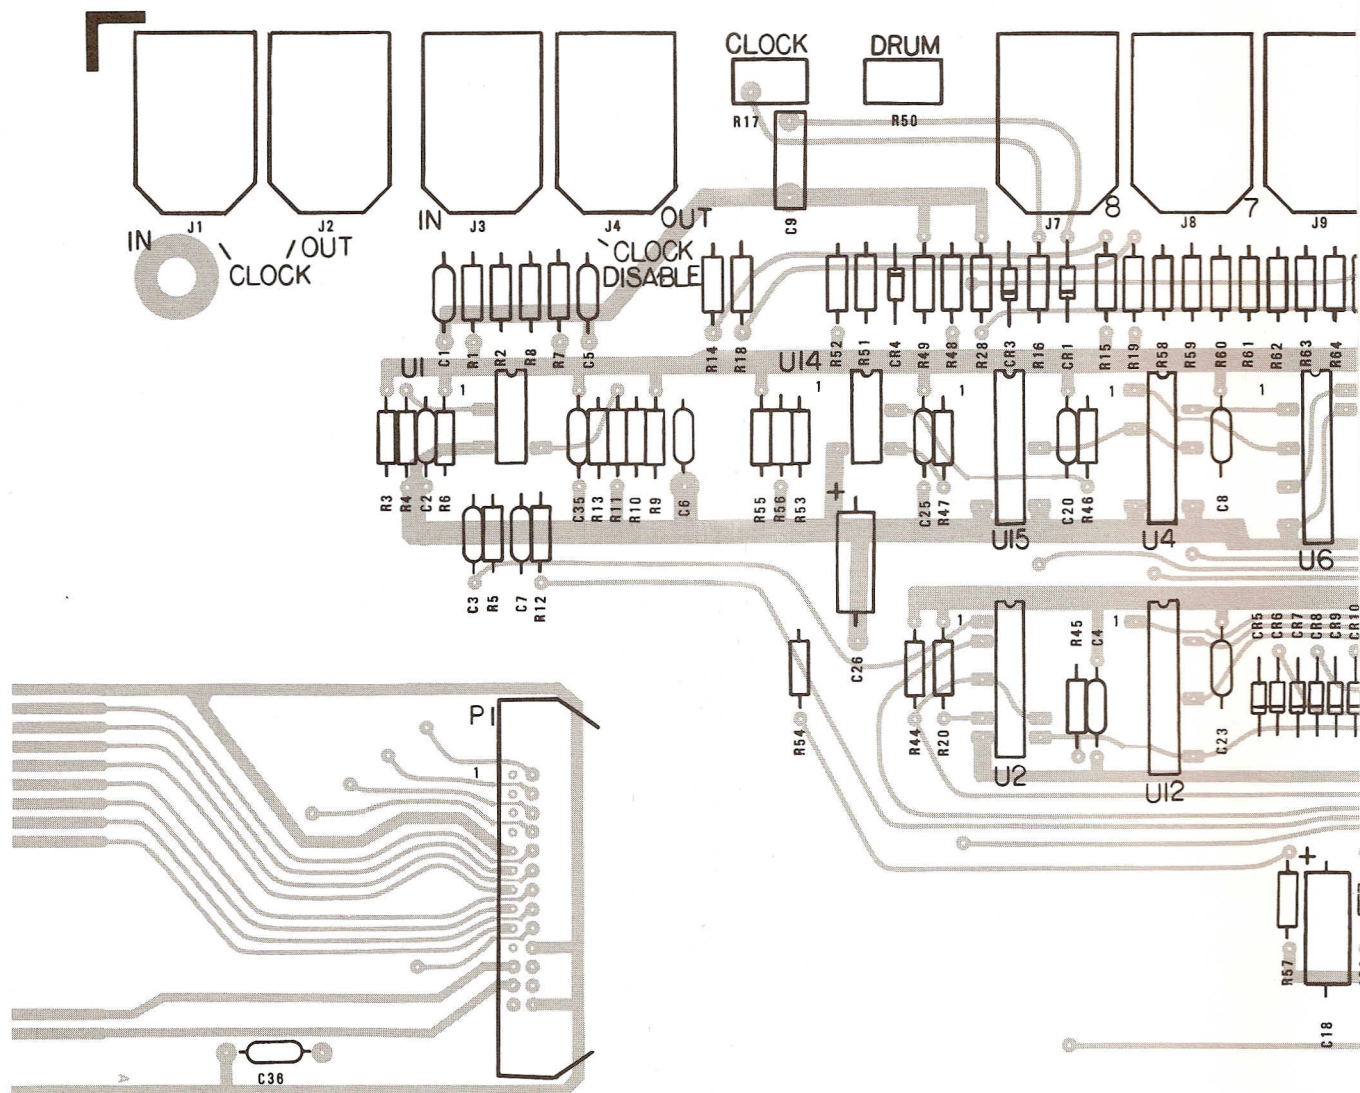 CLOCK DRUM
R17 R50
J1 J2 J3 J4 C9 J7 8 J8 7 J9
IN OUT IN OUT
CLOCK CLOCK
DISABLE
C1 R1 R2 R8 R7 C5 R14 R18 R52 R51 CR4 R49 R48 R28 CR3 R16 CR1 R15 R19 R58 R59 R60 R61 R62 R63 R64
U1 U14
1 1 1 1 1
R3 R4 C2 R6 C35 R13 R11 R10 R9 C6 R55 R56 R53 + C25 R47 C20 R46 C8
U15 U4 U6
C3 R5 C7 R12
1 R45 C4 1 CR5 CR6 CR7 CR8 CR9 CR10
C26
R54 R44 R20 C23
P1
1 U2 U12
+
R57
C18
C36
A